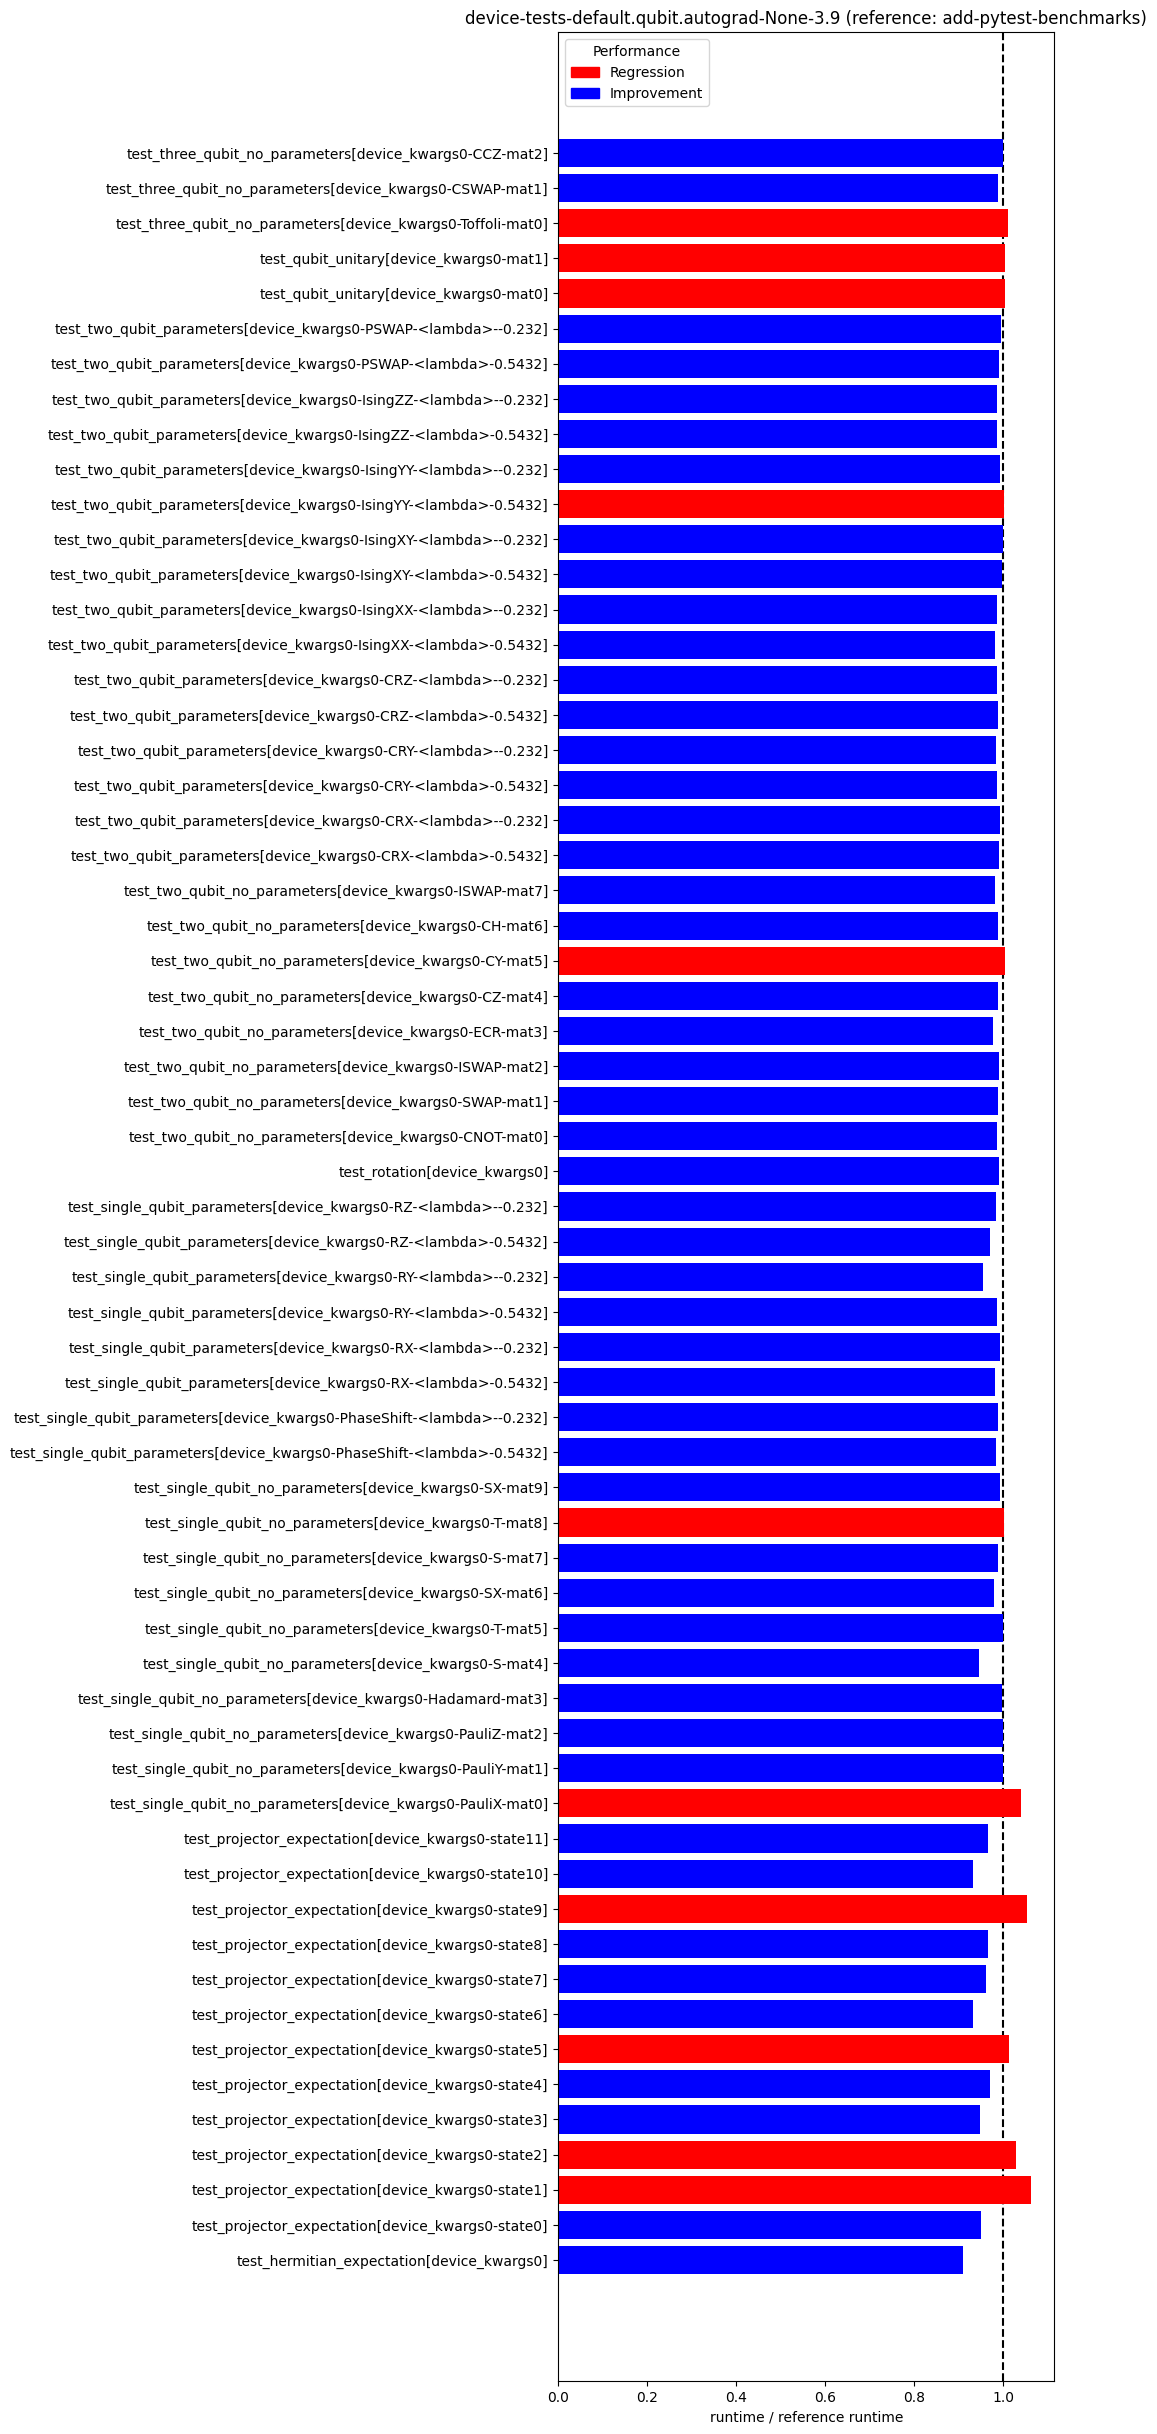 device-tests-default.qubit.autograd-None-3.9 (reference: add-pytest-benchmarks)
Performance
Regression
Improvement
test_three_qubit_no_parameters[device_kwargs0-CCZ-mat2]
test_three_qubit_no_parameters[device_kwargs0-CSWAP-mat1]
test_three_qubit_no_parameters[device_kwargs0-Toffoli-mat0]
test_qubit_unitary[device_kwargs0-mat1]
test_qubit_unitary[device_kwargs0-mat0]
test_two_qubit_parameters[device_kwargs0-PSWAP-<lambda>--0.232]
test_two_qubit_parameters[device_kwargs0-PSWAP-<lambda>-0.5432]
test_two_qubit_parameters[device_kwargs0-IsingZZ-<lambda>--0.232]
test_two_qubit_parameters[device_kwargs0-IsingZZ-<lambda>-0.5432]
test_two_qubit_parameters[device_kwargs0-IsingYY-<lambda>--0.232]
test_two_qubit_parameters[device_kwargs0-IsingYY-<lambda>-0.5432]
test_two_qubit_parameters[device_kwargs0-IsingXY-<lambda>--0.232]
test_two_qubit_parameters[device_kwargs0-IsingXY-<lambda>-0.5432]
test_two_qubit_parameters[device_kwargs0-IsingXX-<lambda>--0.232]
test_two_qubit_parameters[device_kwargs0-IsingXX-<lambda>-0.5432]
test_two_qubit_parameters[device_kwargs0-CRZ-<lambda>--0.232]
test_two_qubit_parameters[device_kwargs0-CRZ-<lambda>-0.5432]
test_two_qubit_parameters[device_kwargs0-CRY-<lambda>--0.232]
test_two_qubit_parameters[device_kwargs0-CRY-<lambda>-0.5432]
test_two_qubit_parameters[device_kwargs0-CRX-<lambda>--0.232]
test_two_qubit_parameters[device_kwargs0-CRX-<lambda>-0.5432]
test_two_qubit_no_parameters[device_kwargs0-ISWAP-mat7]
test_two_qubit_no_parameters[device_kwargs0-CH-mat6]
test_two_qubit_no_parameters[device_kwargs0-CY-mat5]
test_two_qubit_no_parameters[device_kwargs0-CZ-mat4]
test_two_qubit_no_parameters[device_kwargs0-ECR-mat3]
test_two_qubit_no_parameters[device_kwargs0-ISWAP-mat2]
test_two_qubit_no_parameters[device_kwargs0-SWAP-mat1]
test_two_qubit_no_parameters[device_kwargs0-CNOT-mat0]
test_rotation[device_kwargs0]
test_single_qubit_parameters[device_kwargs0-RZ-<lambda>--0.232]
test_single_qubit_parameters[device_kwargs0-RZ-<lambda>-0.5432]
test_single_qubit_parameters[device_kwargs0-RY-<lambda>--0.232]
test_single_qubit_parameters[device_kwargs0-RY-<lambda>-0.5432]
test_single_qubit_parameters[device_kwargs0-RX-<lambda>--0.232]
test_single_qubit_parameters[device_kwargs0-RX-<lambda>-0.5432]
test_single_qubit_parameters[device_kwargs0-PhaseShift-<lambda>--0.232]
test_single_qubit_parameters[device_kwargs0-PhaseShift-<lambda>-0.5432]
test_single_qubit_no_parameters[device_kwargs0-SX-mat9]
test_single_qubit_no_parameters[device_kwargs0-T-mat8]
test_single_qubit_no_parameters[device_kwargs0-S-mat7]
test_single_qubit_no_parameters[device_kwargs0-SX-mat6]
test_single_qubit_no_parameters[device_kwargs0-T-mat5]
test_single_qubit_no_parameters[device_kwargs0-S-mat4]
test_single_qubit_no_parameters[device_kwargs0-Hadamard-mat3]
test_single_qubit_no_parameters[device_kwargs0-PauliZ-mat2]
test_single_qubit_no_parameters[device_kwargs0-PauliY-mat1]
test_single_qubit_no_parameters[device_kwargs0-PauliX-mat0]
test_projector_expectation[device_kwargs0-state11]
test_projector_expectation[device_kwargs0-state10]
test_projector_expectation[device_kwargs0-state9]
test_projector_expectation[device_kwargs0-state8]
test_projector_expectation[device_kwargs0-state7]
test_projector_expectation[device_kwargs0-state6]
test_projector_expectation[device_kwargs0-state5]
test_projector_expectation[device_kwargs0-state4]
test_projector_expectation[device_kwargs0-state3]
test_projector_expectation[device_kwargs0-state2]
test_projector_expectation[device_kwargs0-state1]
test_projector_expectation[device_kwargs0-state0]
test_hermitian_expectation[device_kwargs0]
0.0 0.2 0.4 0.6 0.8 1.0
runtime / reference runtime